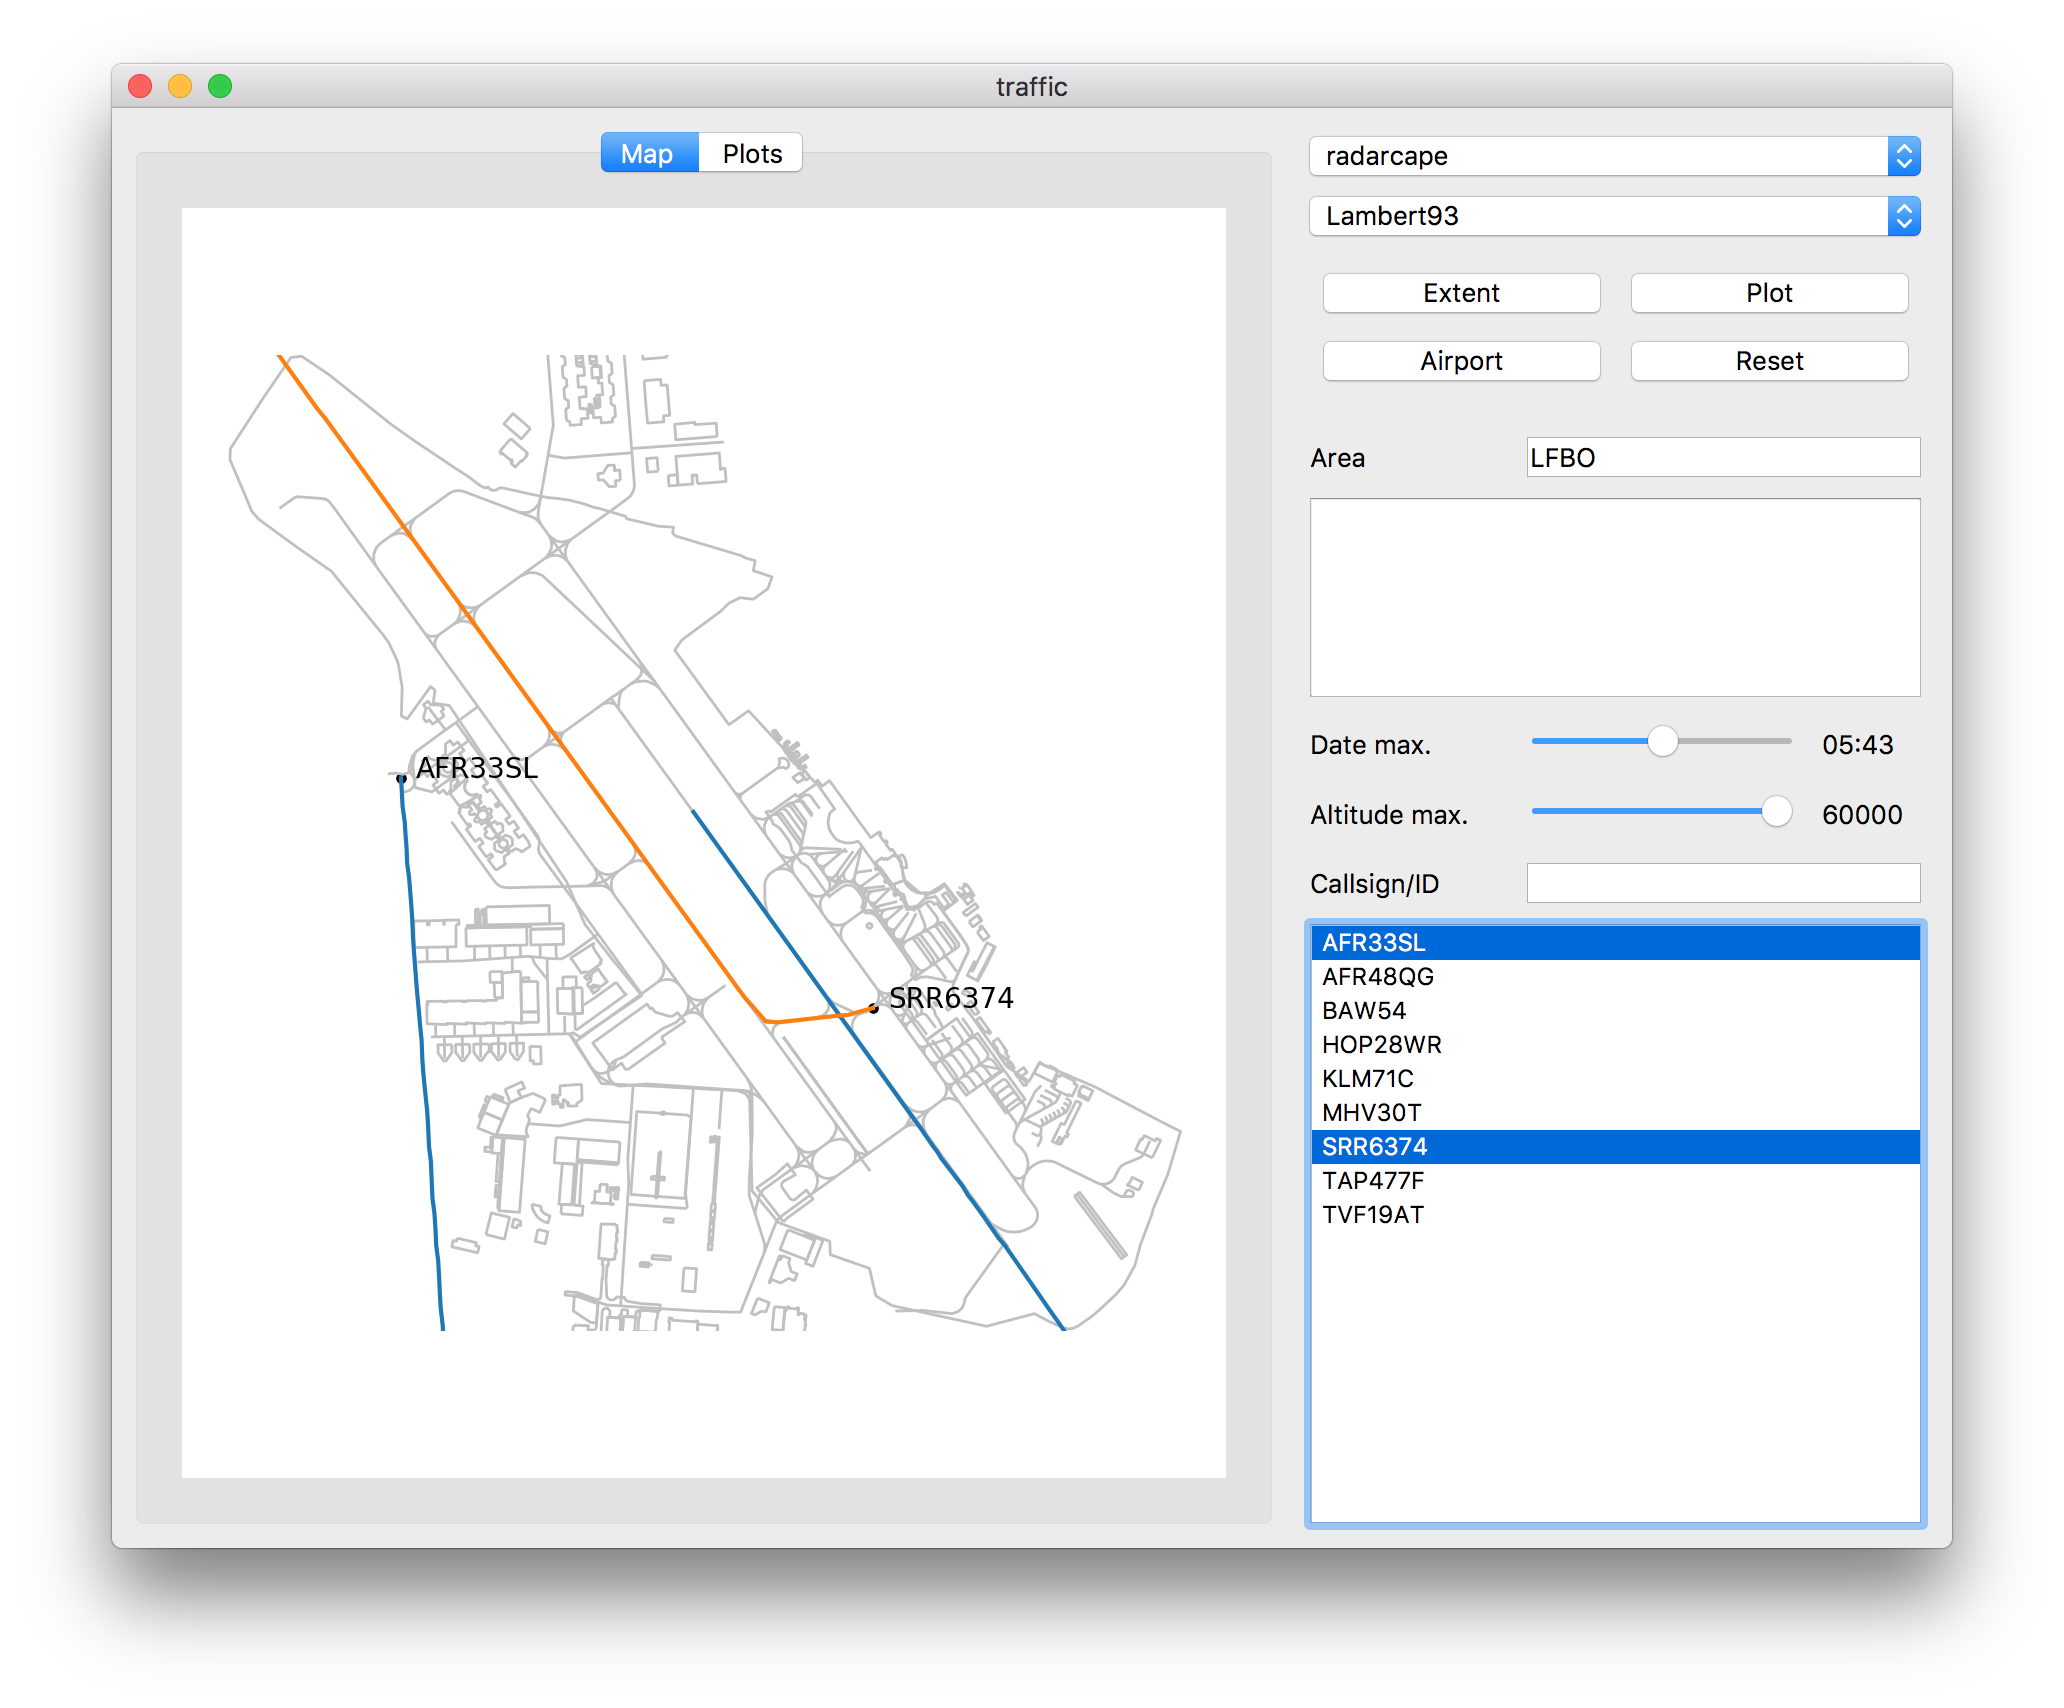 traffic
Map Plots
AFR33SL
SRR6374
radarcape
Lambert93
Extent Plot
Airport Reset
Area LFBO
Date max. 05:43
Altitude max. 60000
Callsign/ID
AFR33SL
AFR48QG
BAW54
HOP28WR
KLM71C
MHV30T
SRR6374
TAP477F
TVF19AT